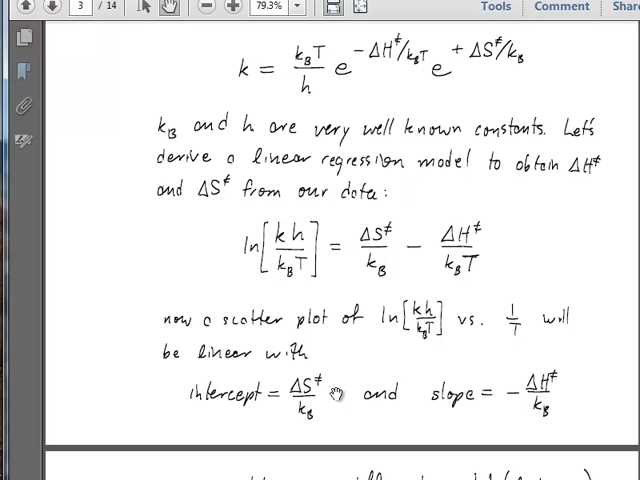 3 / 14 79.3% Tools Comment Share
k = k_B T / h e^(-ΔH‡/k_B T) e^(+ΔS‡/k_B)
k_B and h are very well known constants. Let's
derive a linear regression model to obtain ΔH‡
and ΔS‡ from our data:
ln[kh / k_B T] = ΔS‡ / k_B - ΔH‡ / k_B T
now a scatter plot of ln[kh / k_B T] vs. 1/T will
be linear with
intercept = ΔS‡ / k_B and slope = - ΔH‡ / k_B